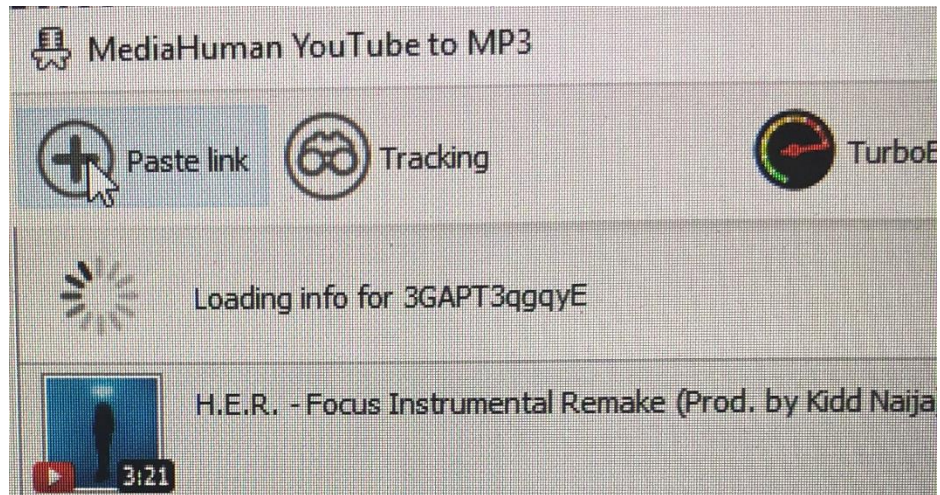 MediaHuman YouTube to MP3
Paste link
Tracking
TurboB
Loading info for 3GAPT3qgqyE
H.E.R. - Focus Instrumental Remake (Prod. by Kidd Naija
3:21